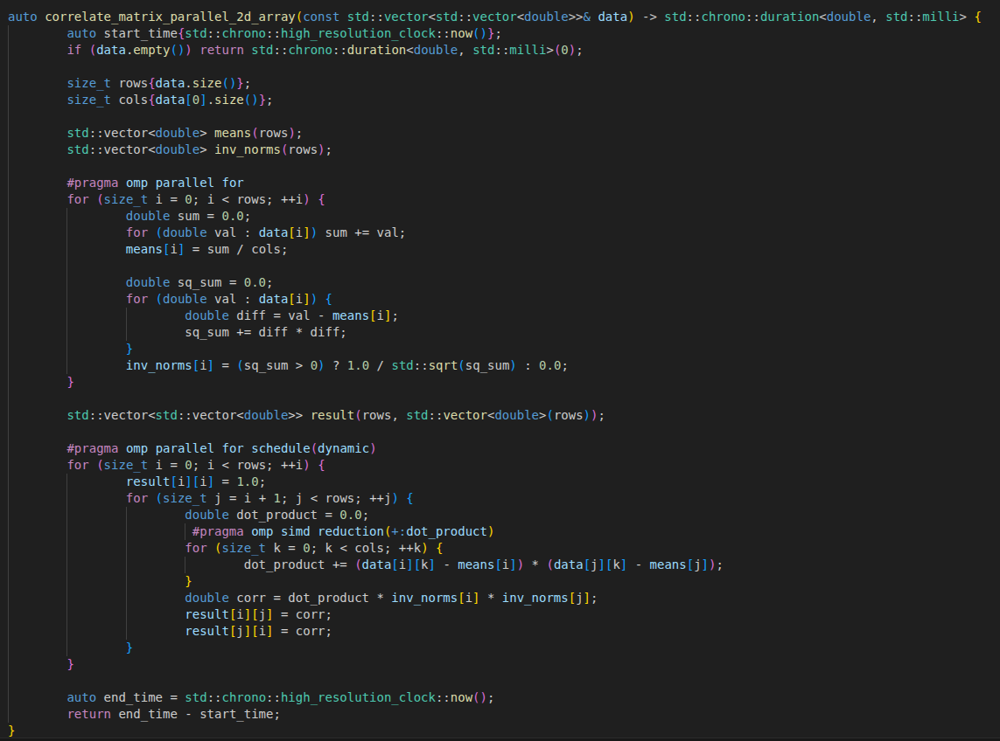 auto correlate_matrix_parallel_2d_array(const std::vector<std::vector<double>>& data) -> std::chrono::duration<double, std::milli> {
auto start_time{std::chrono::high_resolution_clock::now()};
if (data.empty()) return std::chrono::duration<double, std::milli>(0);
size_t rows{data.size()};
size_t cols{data[0].size()};
std::vector<double> means(rows);
std::vector<double> inv_norms(rows);
#pragma omp parallel for
for (size_t i = 0; i < rows; ++i) {
double sum = 0.0;
for (double val : data[i]) sum += val;
means[i] = sum / cols;
double sq_sum = 0.0;
for (double val : data[i]) {
double diff = val - means[i];
sq_sum += diff * diff;
}
inv_norms[i] = (sq_sum > 0) ? 1.0 / std::sqrt(sq_sum) : 0.0;
}
std::vector<std::vector<double>> result(rows, std::vector<double>(rows));
#pragma omp parallel for schedule(dynamic)
for (size_t i = 0; i < rows; ++i) {
result[i][i] = 1.0;
for (size_t j = i + 1; j < rows; ++j) {
double dot_product = 0.0;
#pragma omp simd reduction(+:dot_product)
for (size_t k = 0; k < cols; ++k) {
dot_product += (data[i][k] - means[i]) * (data[j][k] - means[j]);
}
double corr = dot_product * inv_norms[i] * inv_norms[j];
result[i][j] = corr;
result[j][i] = corr;
}
}
auto end_time = std::chrono::high_resolution_clock::now();
return end_time - start_time;
}